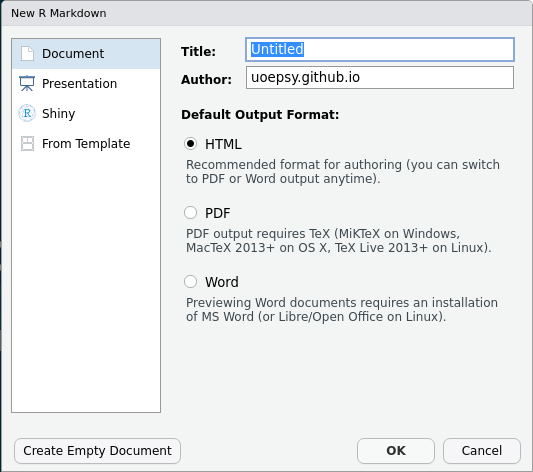 New R Markdown
Document
Presentation
Shiny
From Template
Title: Untitled
Author: uoepsy.github.io
Default Output Format:
HTML
Recommended format for authoring (you can switch
to PDF or Word output anytime).
PDF
PDF output requires TeX (MiKTeX on Windows,
MacTeX 2013+ on OS X, TeX Live 2013+ on Linux).
Word
Previewing Word documents requires an installation
of MS Word (or Libre/Open Office on Linux).
Create Empty Document
OK
Cancel